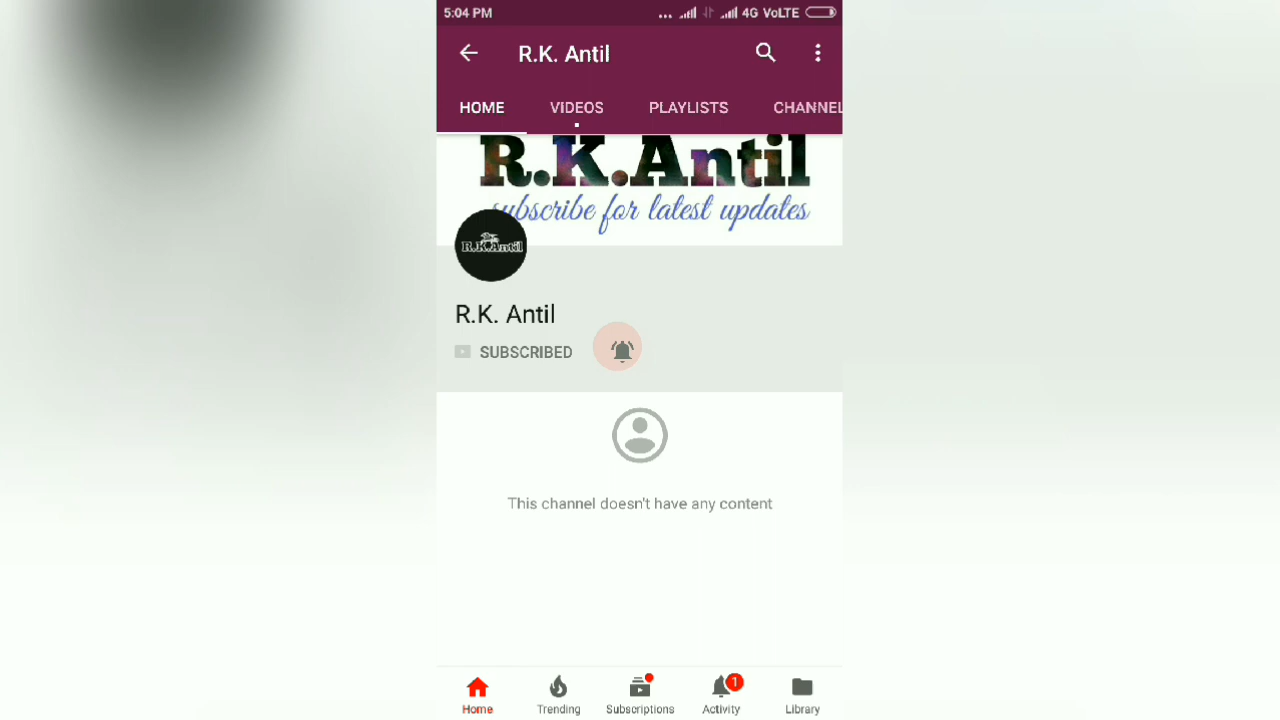 5:04 PM 4G VoLTE
R.K. Antil
HOME VIDEOS PLAYLISTS CHANNEL
R.K.Antil
subscribe for latest updates
R.K.Antil
R.K. Antil
SUBSCRIBED
This channel doesn't have any content
1
Home Trending Subscriptions Activity Library